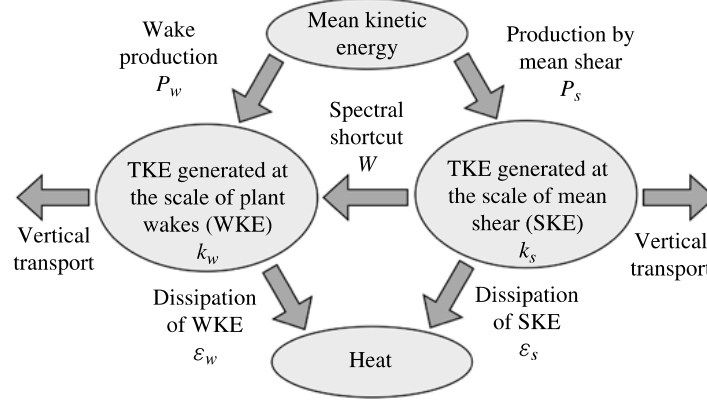 Mean kinetic
energy
Wake
production
P_w
Production by
mean shear
P_s
Spectral
shortcut
W
TKE generated at
the scale of plant
wakes (WKE)
k_w
TKE generated at
the scale of mean
shear (SKE)
k_s
Vertical
transport
Vertical
transport
Dissipation
of WKE
ε_w
Dissipation
of SKE
ε_s
Heat